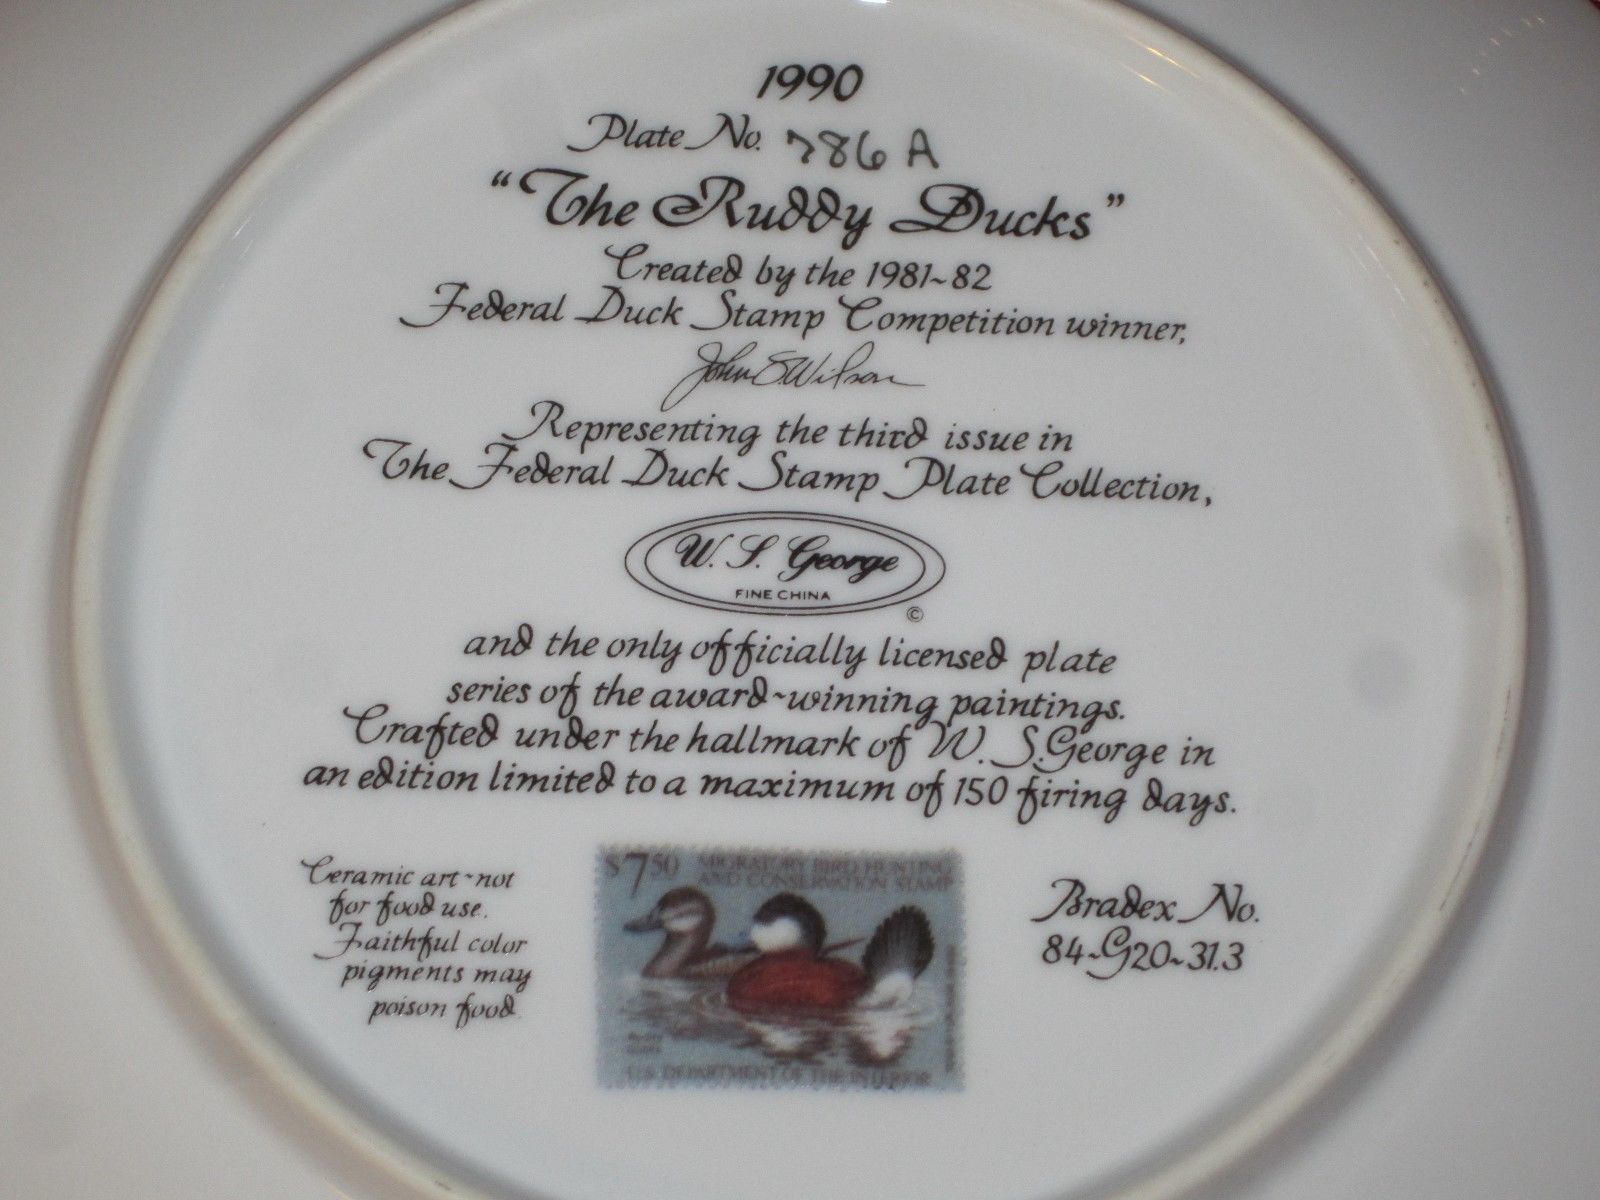 1990
Plate No. 786 A
"The Ruddy Ducks"
Created by the 1981~82
Federal Duck Stamp Competition winner,
John S. Wilson
Representing the third issue in
The Federal Duck Stamp Plate Collection,
W. S. George
FINE CHINA
©
and the only officially licensed plate
series of the award~winning paintings.
Crafted under the hallmark of W. S. George in
an edition limited to a maximum of 150 firing days.
Ceramic art~not
for food use.
Faithful color
pigments may
poison food.
$7.50 MIGRATORY BIRD HUNTING
AND CONSERVATION STAMP
U.S. DEPARTMENT OF THE INTERIOR
Bradex No.
84~G20~31.3